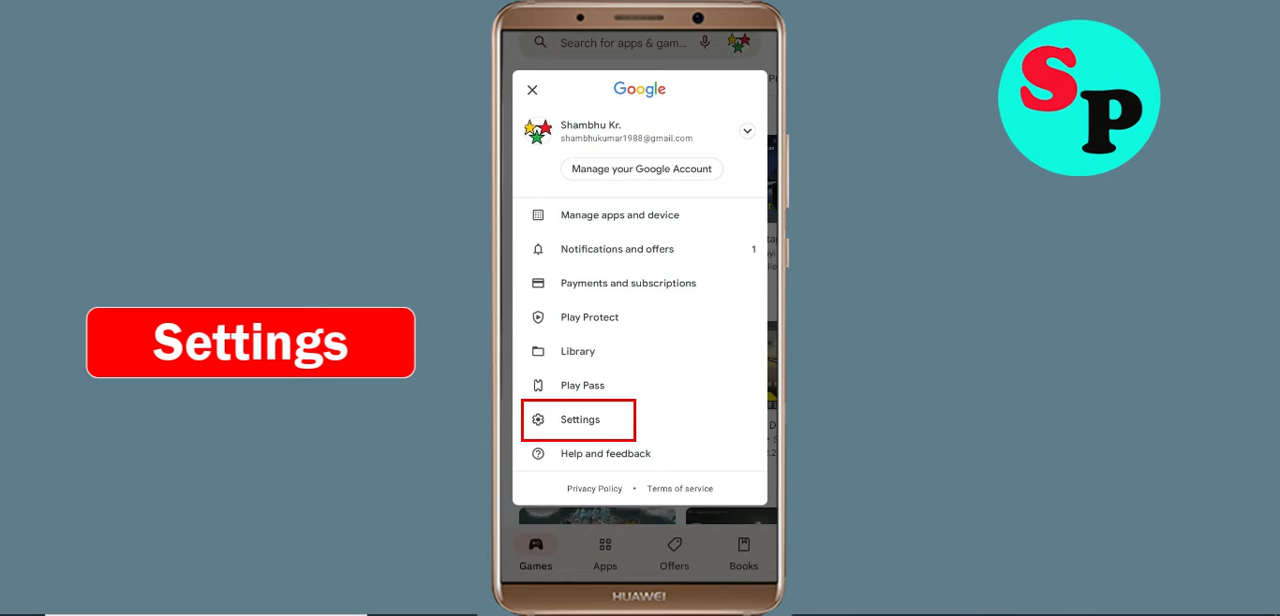 Search for apps & gam...
Google
Shambhu Kr.
shambhukumar1988@gmail.com
Manage your Google Account
Manage apps and device
Notifications and offers 1
Payments and subscriptions
Play Protect
Library
Play Pass
Settings
Help and feedback
Privacy Policy • Terms of service
Games Apps Offers Books
HUAWEI
Settings
SP